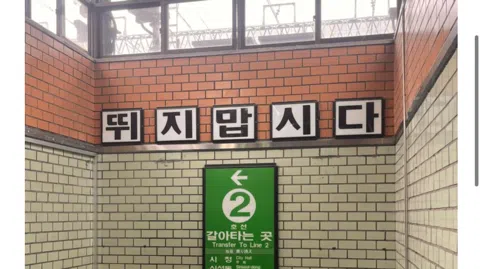 뛰지맙시다
2
호선
갈아타는 곳
Transfer To Line 2
시청 City Hall